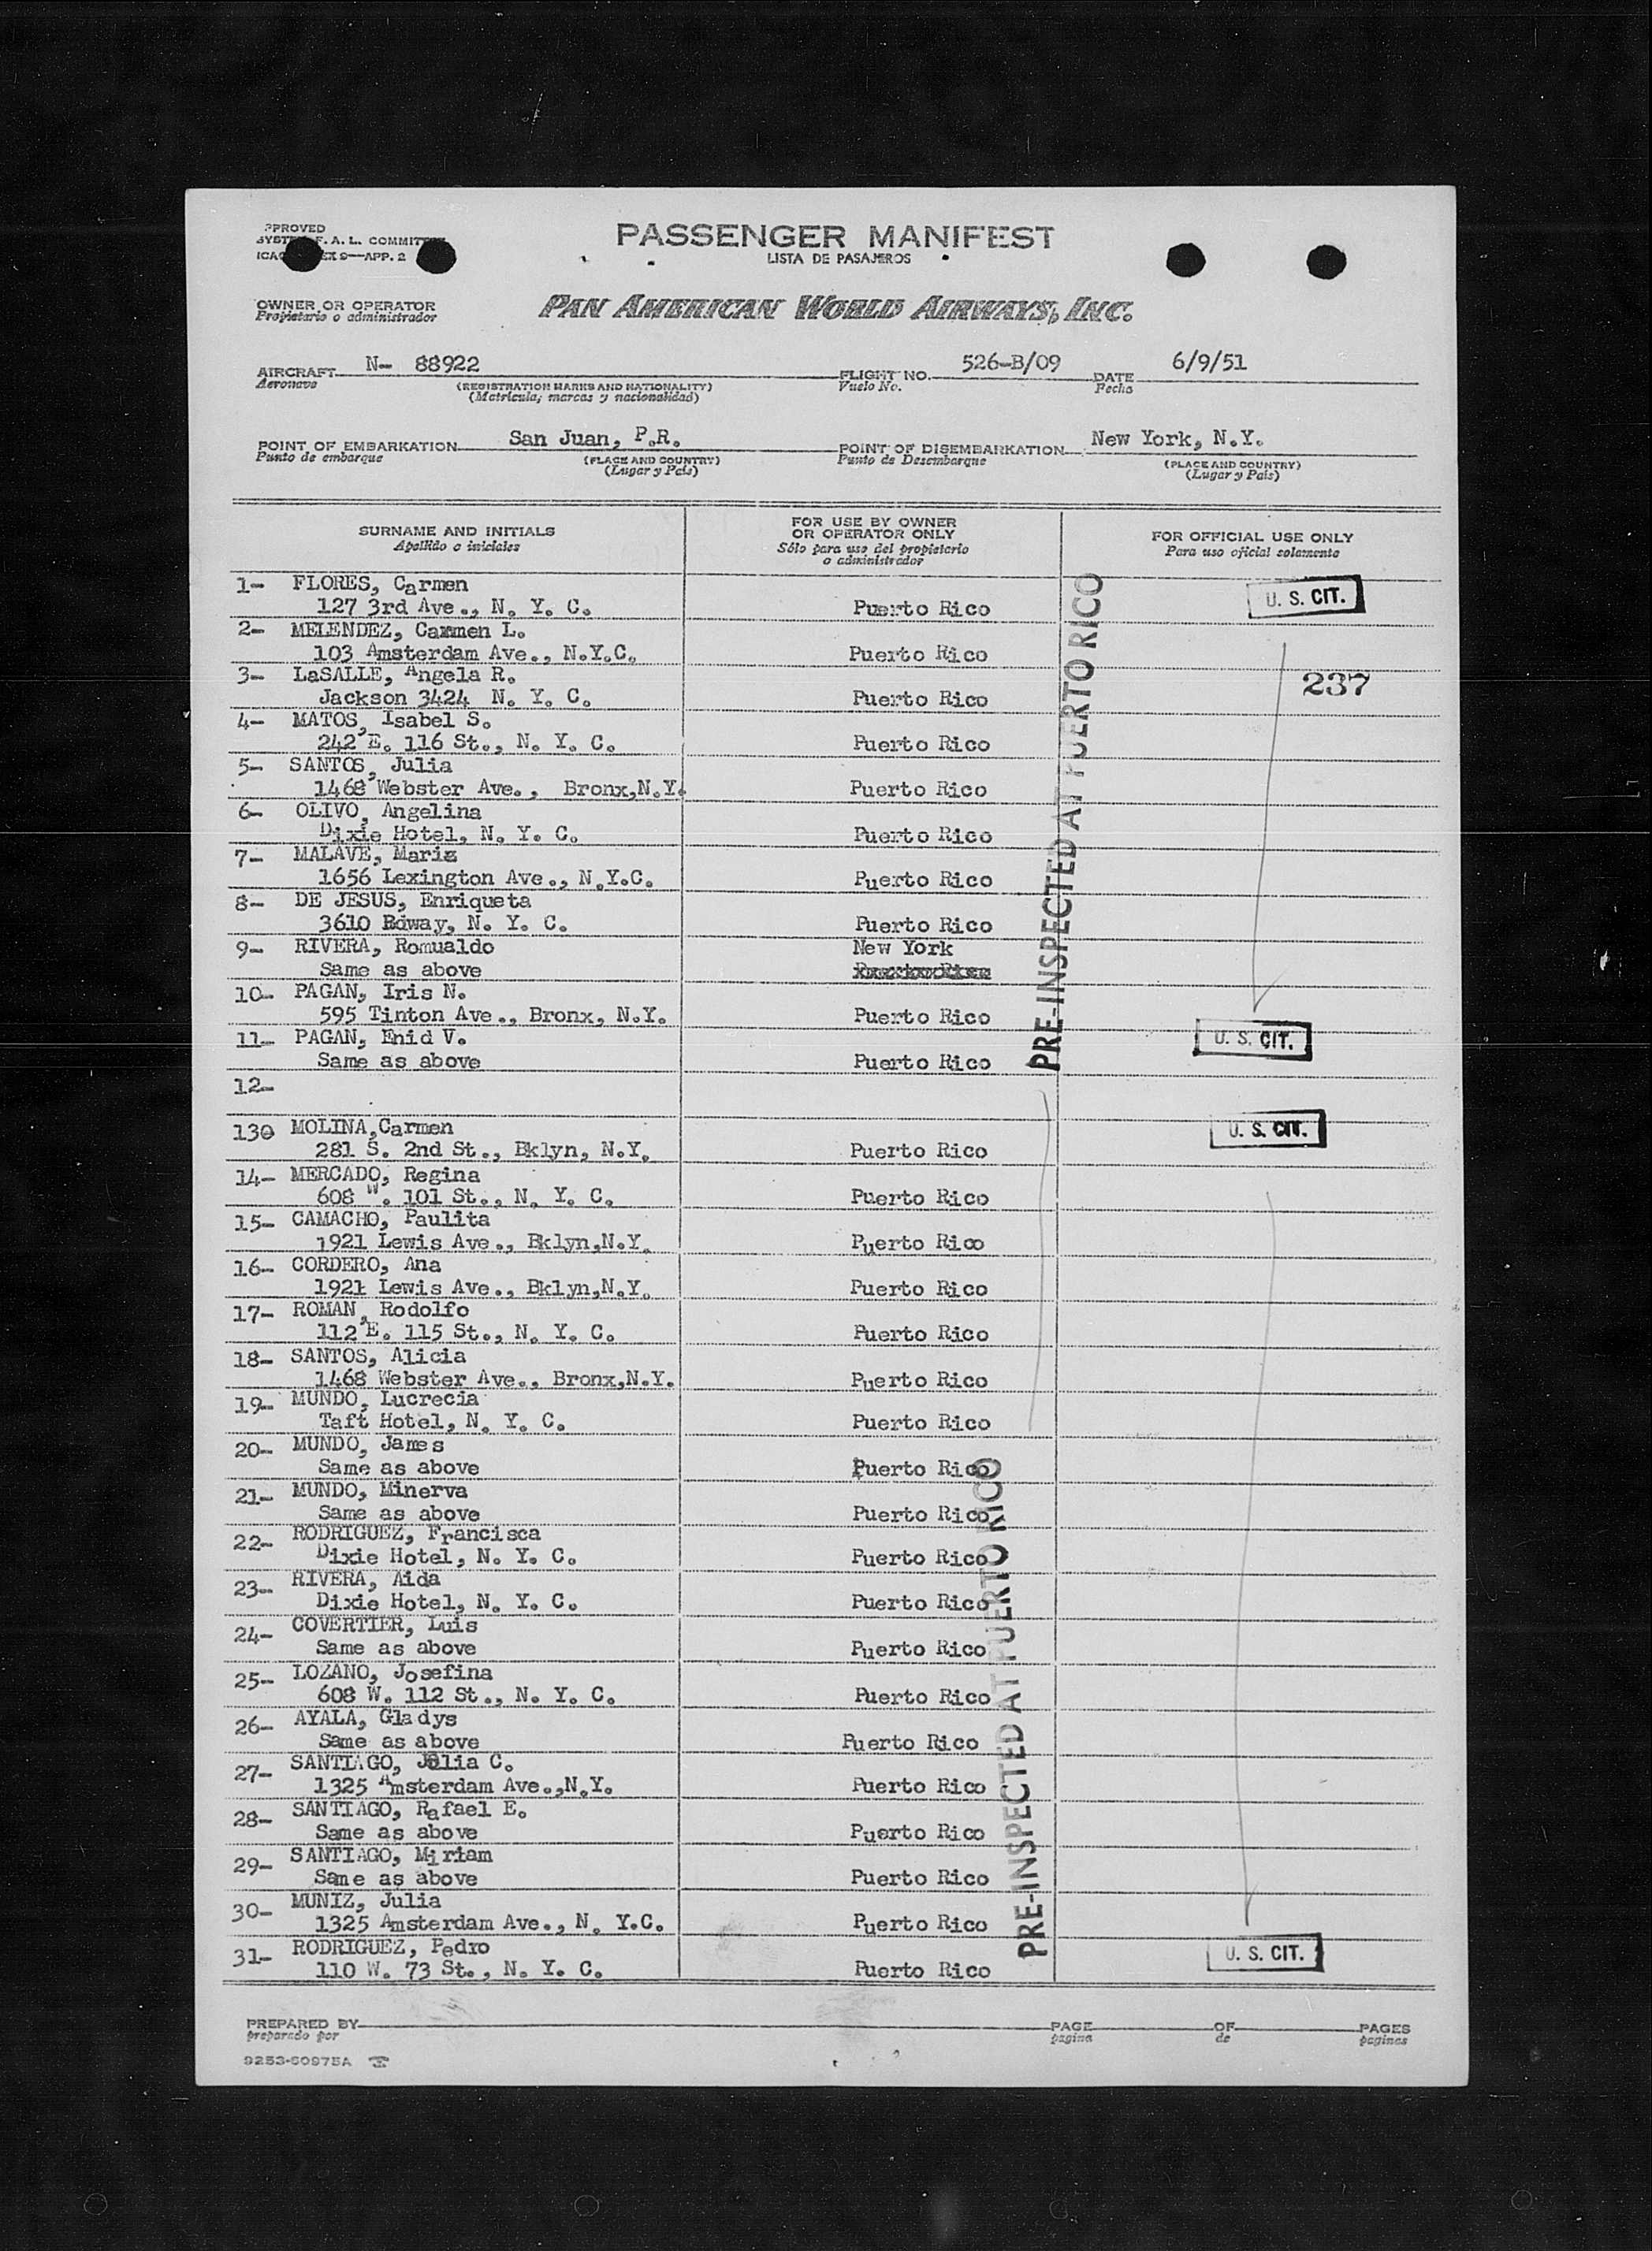 PASSENGER MANIFEST
LISTA DE PASAJEROS
F. A. L. COMMITTEE
9—APP. 2
OWNER OR OPERATOR
Propietario o administrador
PAN AMERICAN WORLD AIRWAYS, INC.
AIRCRAFT N- 88922 FLIGHT NO. 526-B/09 DATE 6/9/51
Aeronave (REGISTRATION MARKS AND NATIONALITY) Vuelo No. Fecha
(Matricula, marcas y nacionalidad)
POINT OF EMBARKATION San Juan, P.R. POINT OF DISEMBARKATION New York, N.Y.
Punto de embarque (PLACE AND COUNTRY) Punto de Desembarque (PLACE AND COUNTRY)
(Lugar y Pais) (Lugar y Pais)
SURNAME AND INITIALS
Apellido e iniciales
FOR USE BY OWNER
OR OPERATOR ONLY
Sólo para uso del propietario
o administrador
FOR OFFICIAL USE ONLY
Para uso oficial solamente
1- FLORES, Carmen U. S. CIT.
127 3rd Ave., N. Y. C. Puerto Rico
2- MELENDEZ, Carmen L.
103 Amsterdam Ave., N.Y.C. Puerto Rico
3- LaSALLE, Angela R. 237
Jackson 3424 N. Y. C. Puerto Rico
4- MATOS, Isabel S.
242 E. 116 St., N. Y. C. Puerto Rico
5- SANTOS, Julia
1468 Webster Ave., Bronx,N.Y. Puerto Rico
6- OLIVO, Angelina
Dixie Hotel, N. Y. C. Puerto Rico
7- MALAVE, Maria
1656 Lexington Ave., N.Y.C. Puerto Rico
8- DE JESUS, Enriqueta
3610 Bdway, N. Y. C. Puerto Rico
9- RIVERA, Romualdo New York
Same as above
10- PAGAN, Iris N.
595 Tinton Ave., Bronx, N.Y. Puerto Rico
11- PAGAN, Enid V. U. S. CIT.
Same as above Puerto Rico
PRE-INSPECTED AT PUERTO RICO
12-
130 MOLINA,Carmen U. S. CIT.
281 S. 2nd St., Bklyn, N.Y. Puerto Rico
14- MERCADO, Regina
608 W. 101 St., N. Y. C. Puerto Rico
15- CAMACHO, Paulita
1921 Lewis Ave., Bklyn,N.Y. Puerto Rico
16- CORDERO, Ana
1921 Lewis Ave., Bklyn,N.Y. Puerto Rico
17- ROMAN, Rodolfo
112 E. 115 St., N. Y. C. Puerto Rico
18- SANTOS, Alicia
1468 Webster Ave., Bronx,N.Y. Puerto Rico
19- MUNDO, Lucrecia
Taft Hotel, N. Y. C. Puerto Rico
20- MUNDO, James
Same as above Puerto Rico
21- MUNDO, Minerva
Same as above Puerto Rico
22- RODRIGUEZ, Francisca
Dixie Hotel, N. Y. C. Puerto Rico
23- RIVERA, Aida
Dixie Hotel, N. Y. C. Puerto Rico
24- COVERTIER, Luis
Same as above Puerto Rico
25- LOZANO, Josefina
608 W. 112 St., N. Y. C. Puerto Rico
26- AYALA, Gladys
Same as above Puerto Rico
27- SANTIAGO, Julia C.
1325 Amsterdam Ave.,N.Y. Puerto Rico
28- SANTIAGO, Rafael E.
Same as above Puerto Rico
29- SANTIAGO, Miriam
Same as above Puerto Rico
30- MUNIZ, Julia
1325 Amsterdam Ave., N. Y.C. Puerto Rico
31- RODRIGUEZ, Pedro U. S. CIT.
110 W. 73 St., N. Y. C. Puerto Rico
PRE-INSPECTED AT PUERTO RICO
PREPARED BY PAGE OF PAGES
preparado por pagina de paginas
9253-60975A